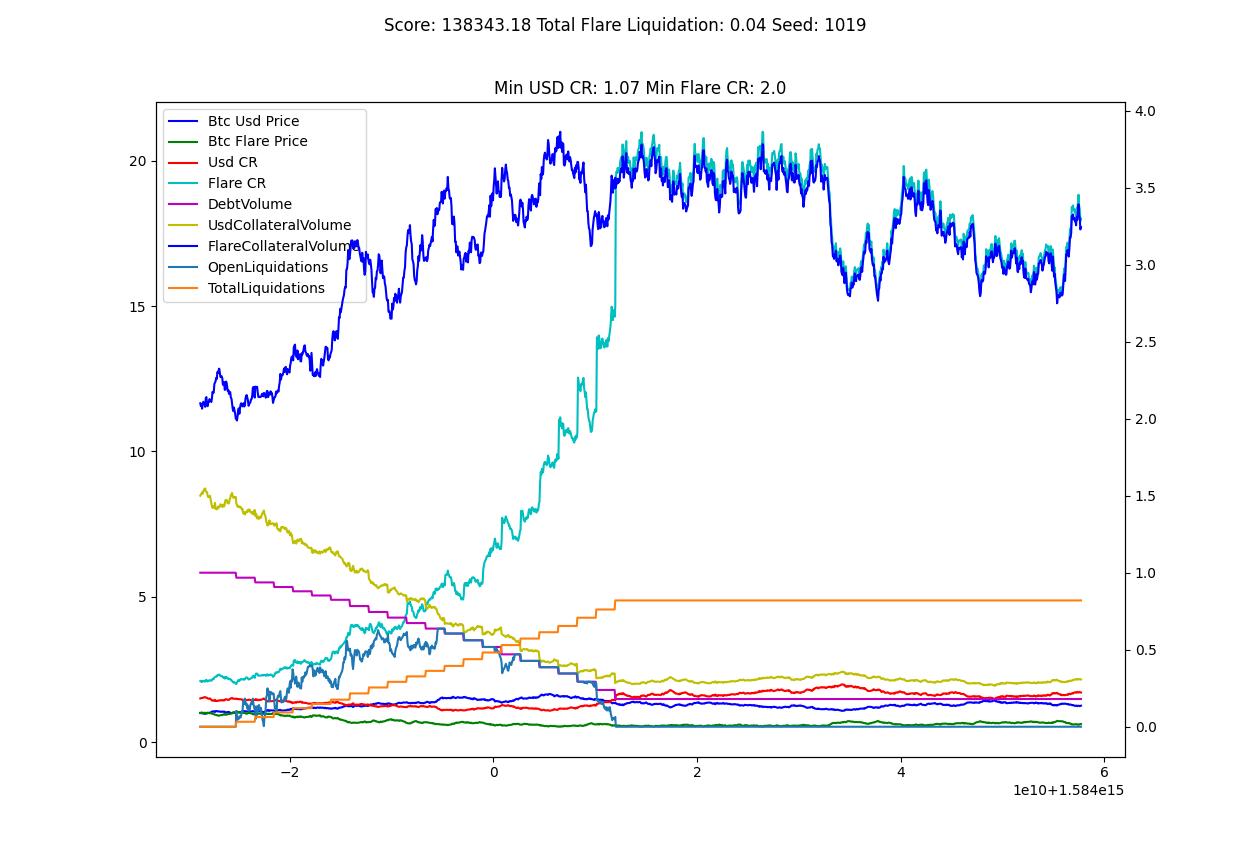 Score: 138343.18 Total Flare Liquidation: 0.04 Seed: 1019
Min USD CR: 1.07 Min Flare CR: 2.0
Btc Usd Price
Btc Flare Price
Usd CR
Flare CR
DebtVolume
UsdCollateralVolume
FlareCollateralVolume
OpenLiquidations
TotalLiquidations
20
15
10
5
0
4.0
3.5
3.0
2.5
2.0
1.5
1.0
0.5
0.0
−2
0
2
4
6
1e10+1.584e15